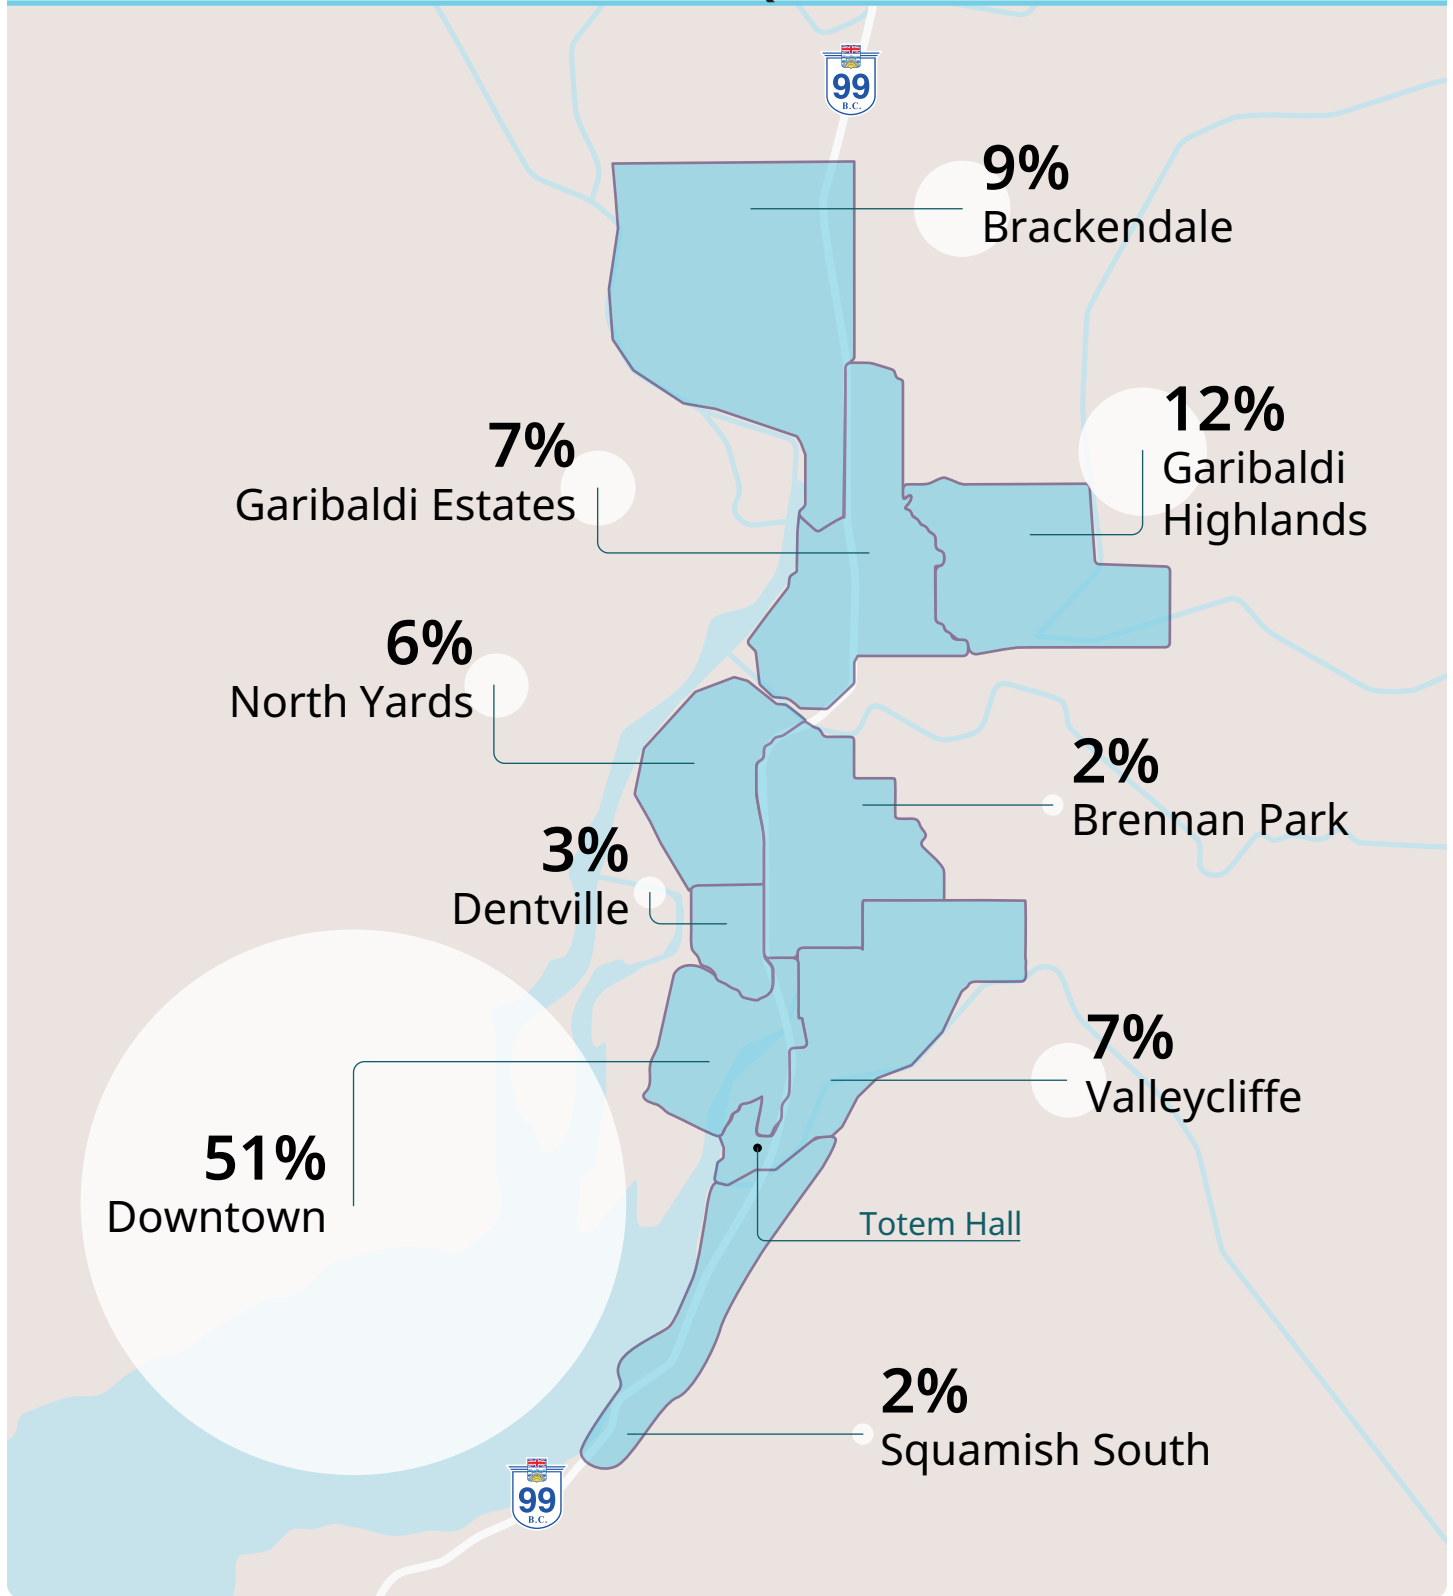 99
B.C.
9%
Brackendale
12%
Garibaldi
Highlands
7%
Garibaldi Estates
6%
North Yards
2%
Brennan Park
3%
Dentville
7%
Valleycliffe
51%
Downtown
Totem Hall
2%
Squamish South
99
B.C.